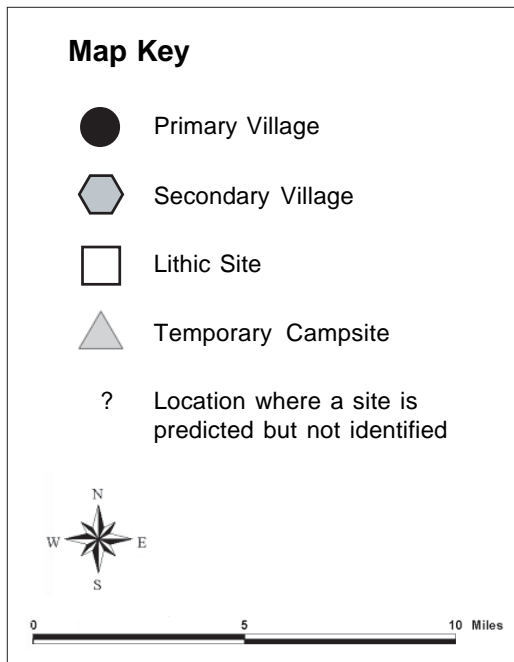 Map Key
Primary Village
Secondary Village
Lithic Site
Temporary Campsite
? Location where a site is
predicted but not identified
N
W E
S
0 5 10 Miles